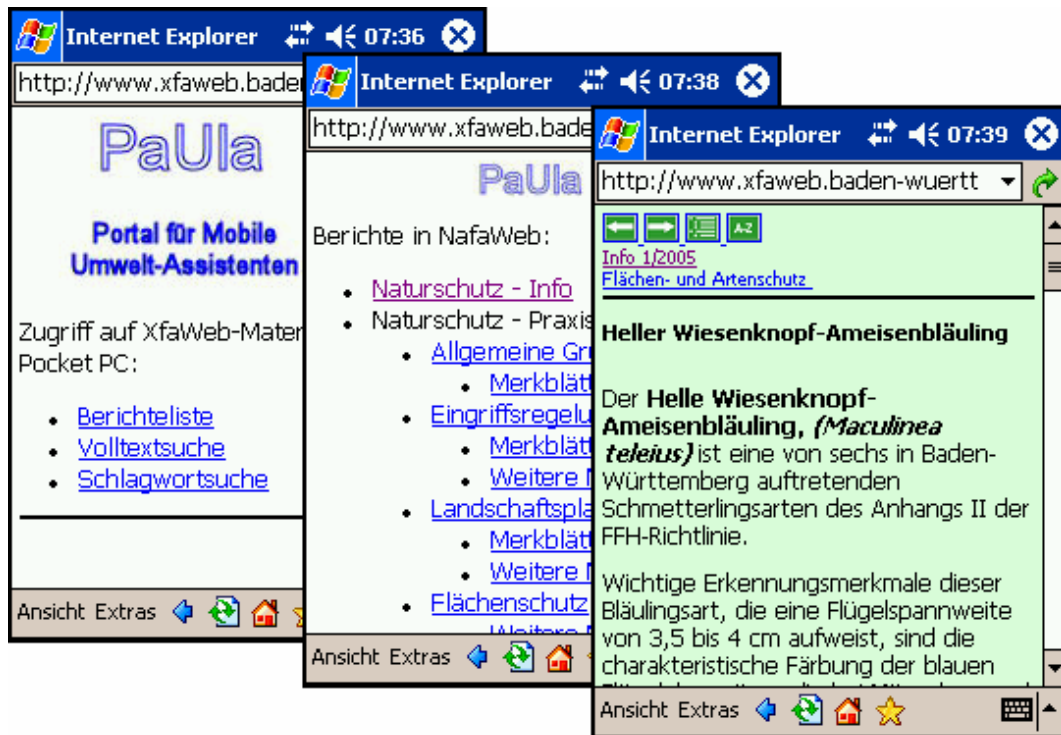 Internet Explorer 07:36
http://www.xfaweb.bade
PaUla
Portal für Mobile
Umwelt-Assistenten
Zugriff auf XfaWeb-Mater
Pocket PC:
Berichteliste
Volltextsuche
Schlagwortsuche
Ansicht Extras
Internet Explorer 07:38
http://www.xfaweb.bade
PaUla
Berichte in NafaWeb:
Naturschutz - Info
Naturschutz - Praxis
Allgemeine Gr
Merkblätt
Eingriffsregelu
Merkblätt
Weitere
Landschaftspla
Merkblätt
Weitere
Flächenschutz
Weitere
Ansicht Extras
Internet Explorer 07:39
http://www.xfaweb.baden-wuertt
A-Z
Info 1/2005
Flächen- und Artenschutz
Heller Wiesenknopf-Ameisenbläuling
Der Helle Wiesenknopf-
Ameisenbläuling, (Maculinea
teleius) ist eine von sechs in Baden-
Württemberg auftretenden
Schmetterlingsarten des Anhangs II der
FFH-Richtlinie.
Wichtige Erkennungsmerkmale dieser
Bläulingsart, die eine Flügelspannweite
von 3,5 bis 4 cm aufweist, sind die
charakteristische Färbung der blauen
Ansicht Extras